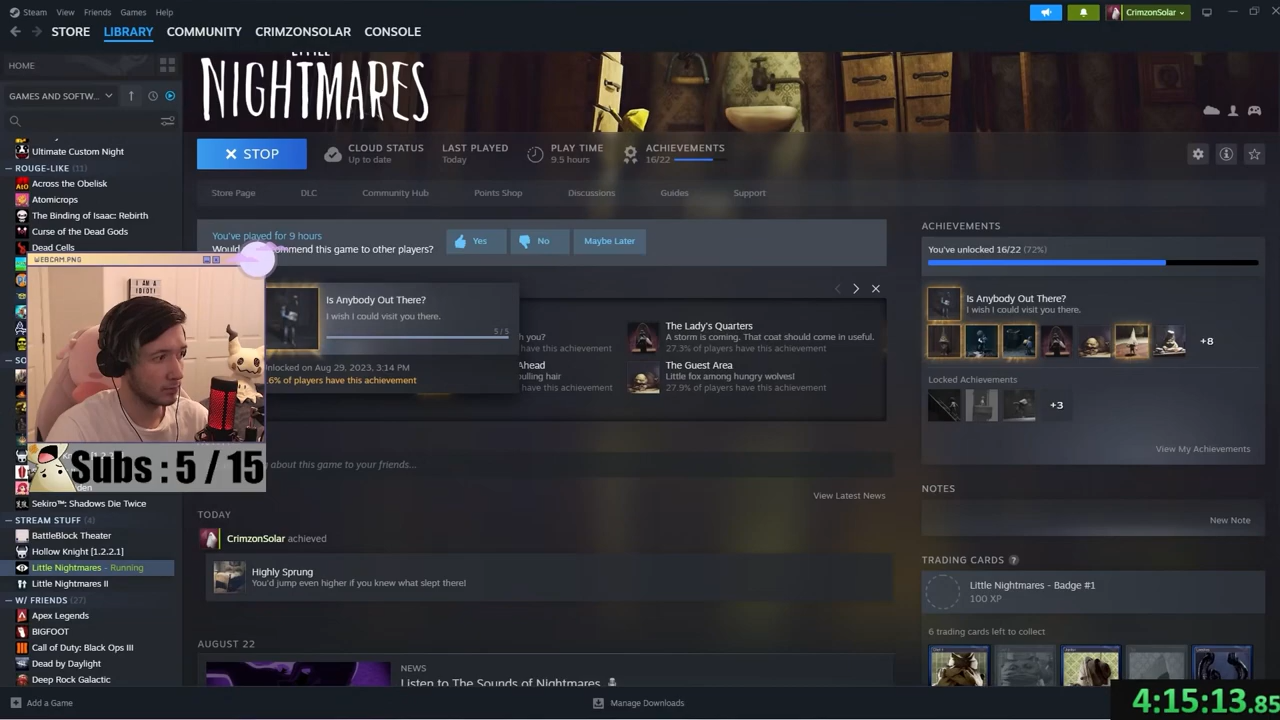 Steam View Friends Games Help
CrimzonSolar
STORE LIBRARY COMMUNITY CRIMZONSOLAR CONSOLE
HOME
GAMES AND SOFTW...
Ultimate Custom Night
ROUGE-LIKE (11)
Across the Obelisk
Atomicrops
The Binding of Isaac: Rebirth
Curse of the Dead Gods
Dead Cells
WEBCAM.PNG
I AM A
IDIOT!
Subs : 5 / 15
Sekiro™: Shadows Die Twice
STREAM STUFF (4)
BattleBlock Theater
Hollow Knight [1.2.2.1]
Little Nightmares - Running
Little Nightmares II
W/ FRIENDS (27)
Apex Legends
BIGFOOT
Call of Duty: Black Ops III
Dead by Daylight
Deep Rock Galactic
Add a Game
NIGHTMARES
STOP
CLOUD STATUS
Up to date
LAST PLAYED
Today
PLAY TIME
9.5 hours
ACHIEVEMENTS
16/22
Store Page DLC Community Hub Points Shop Discussions Guides Support
You've played for 9 hours
Would
mmend this game to other players?
Yes
No
Maybe Later
Is Anybody Out There?
I wish I could visit you there.
5 / 5
Unlocked on Aug 29, 2023, 3:14 PM
.6% of players have this achievement
h you?
have this achievement
Ahead
pulling hair
have this achievement
The Lady's Quarters
A storm is coming. That coat should come in useful.
27.3% of players have this achievement
The Guest Area
Little fox among hungry wolves!
27.9% of players have this achievement
about this game to your friends...
View Latest News
TODAY
CrimzonSolar achieved
Highly Sprung
You'd jump even higher if you knew what slept there!
AUGUST 22
NEWS
Listen to The Sounds of Nightmares
Manage Downloads
ACHIEVEMENTS
You've unlocked 16/22 (72%)
Is Anybody Out There?
I wish I could visit you there.
+8
Locked Achievements
+3
View My Achievements
NOTES
New Note
TRADING CARDS ?
Little Nightmares - Badge #1
100 XP
6 trading cards left to collect
4:15:13.85